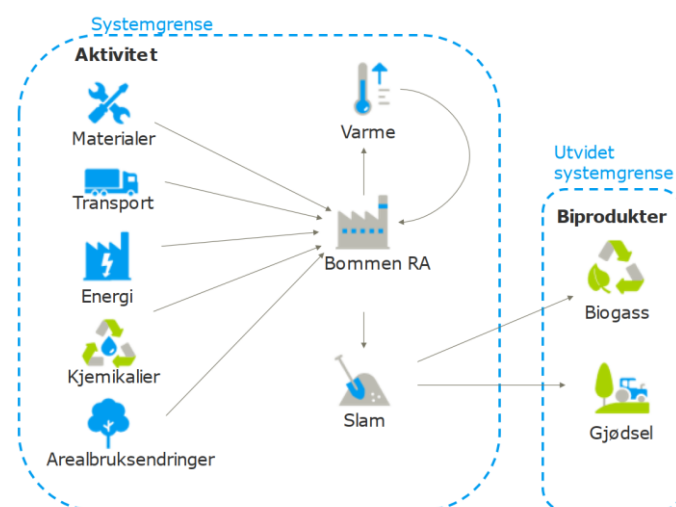 Systemgrense
Aktivitet
Materialer
Transport
Energi
Kjemikalier
Arealbruksendringer
Varme
Bommen RA
Slam
Utvidet
systemgrense
Biprodukter
Biogass
Gjødsel